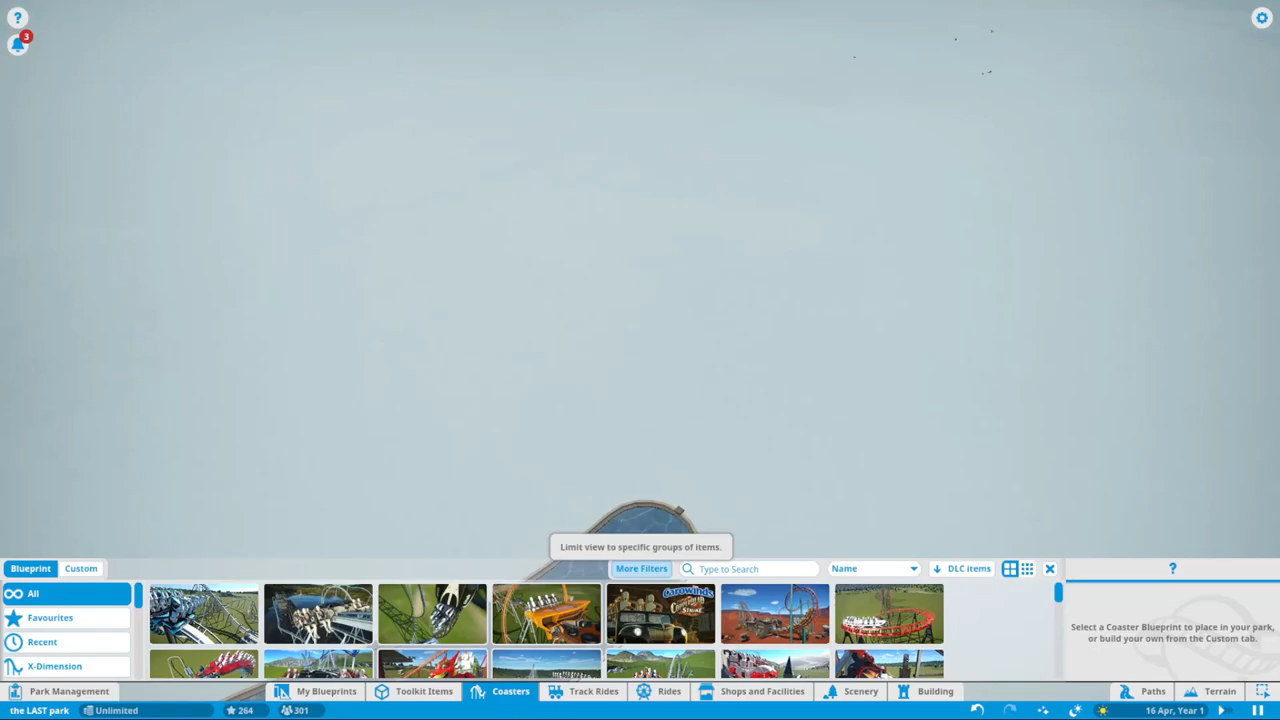 ?
3
Limit view to specific groups of items.
Blueprint Custom More Filters Type to Search Name DLC items ?
All
Favourites
Recent
X-Dimension
Carowinds
Select a Coaster Blueprint to place in your park,
or build your own from the Custom tab.
Park Management My Blueprints Toolkit Items Coasters Track Rides Rides Shops and Facilities Scenery Building Paths Terrain
the LAST park Unlimited 264 301 16 Apr, Year 1